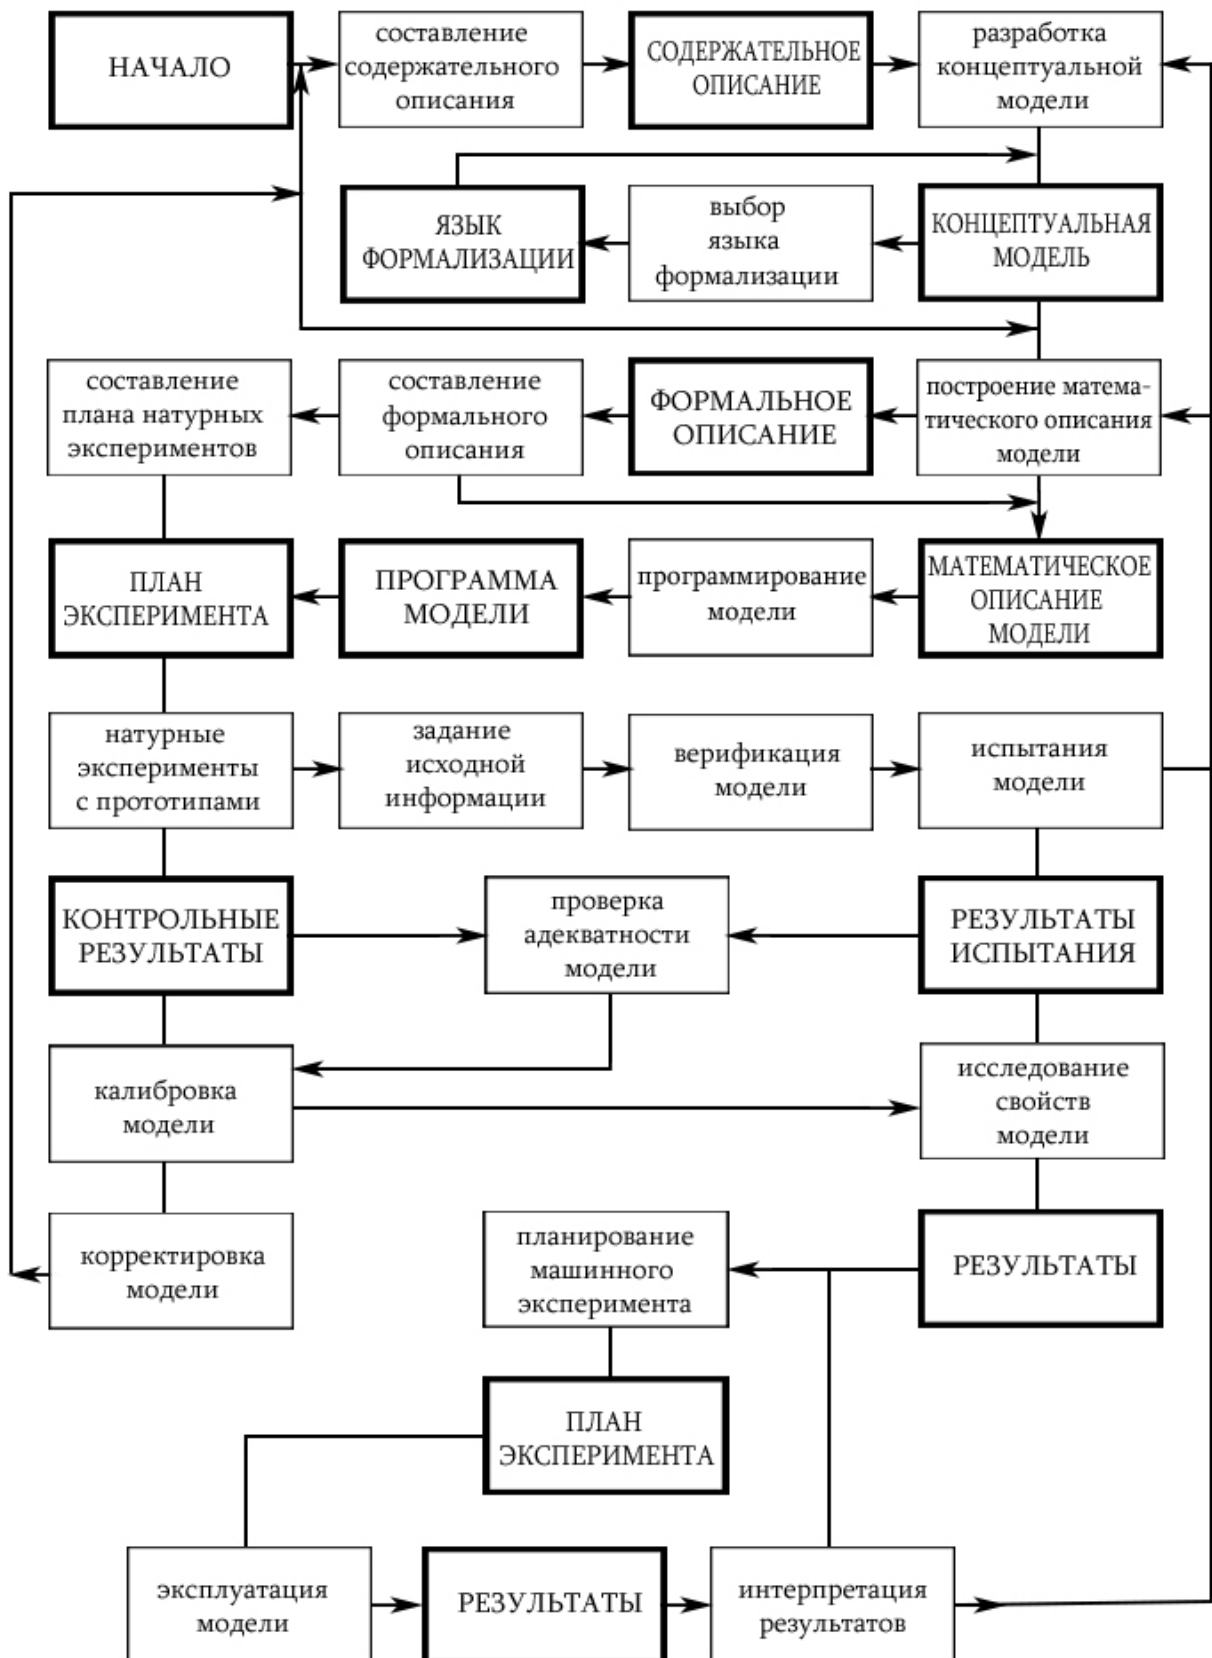 НАЧАЛО
составление
содержательного
описания
СОДЕРЖАТЕЛЬНОЕ
ОПИСАНИЕ
разработка
концептуальной
модели
ЯЗЫК
ФОРМАЛИЗАЦИИ
выбор
языка
формализации
КОНЦЕПТУАЛЬНАЯ
МОДЕЛЬ
составление
плана натурных
экспериментов
составление
формального
описания
ФОРМАЛЬНОЕ
ОПИСАНИЕ
построение матема-
тического описания
модели
ПЛАН
ЭКСПЕРИМЕНТА
ПРОГРАММА
МОДЕЛИ
программирование
модели
МАТЕМАТИЧЕСКОЕ
ОПИСАНИЕ
МОДЕЛИ
натурные
эксперименты
с прототипами
задание
исходной
информации
верификация
модели
испытания
модели
КОНТРОЛЬНЫЕ
РЕЗУЛЬТАТЫ
проверка
адекватности
модели
РЕЗУЛЬТАТЫ
ИСПЫТАНИЯ
калибровка
модели
исследование
свойств
модели
корректировка
модели
планирование
машинного
эксперимента
РЕЗУЛЬТАТЫ
ПЛАН
ЭКСПЕРИМЕНТА
эксплуатация
модели
РЕЗУЛЬТАТЫ
интерпретация
результатов